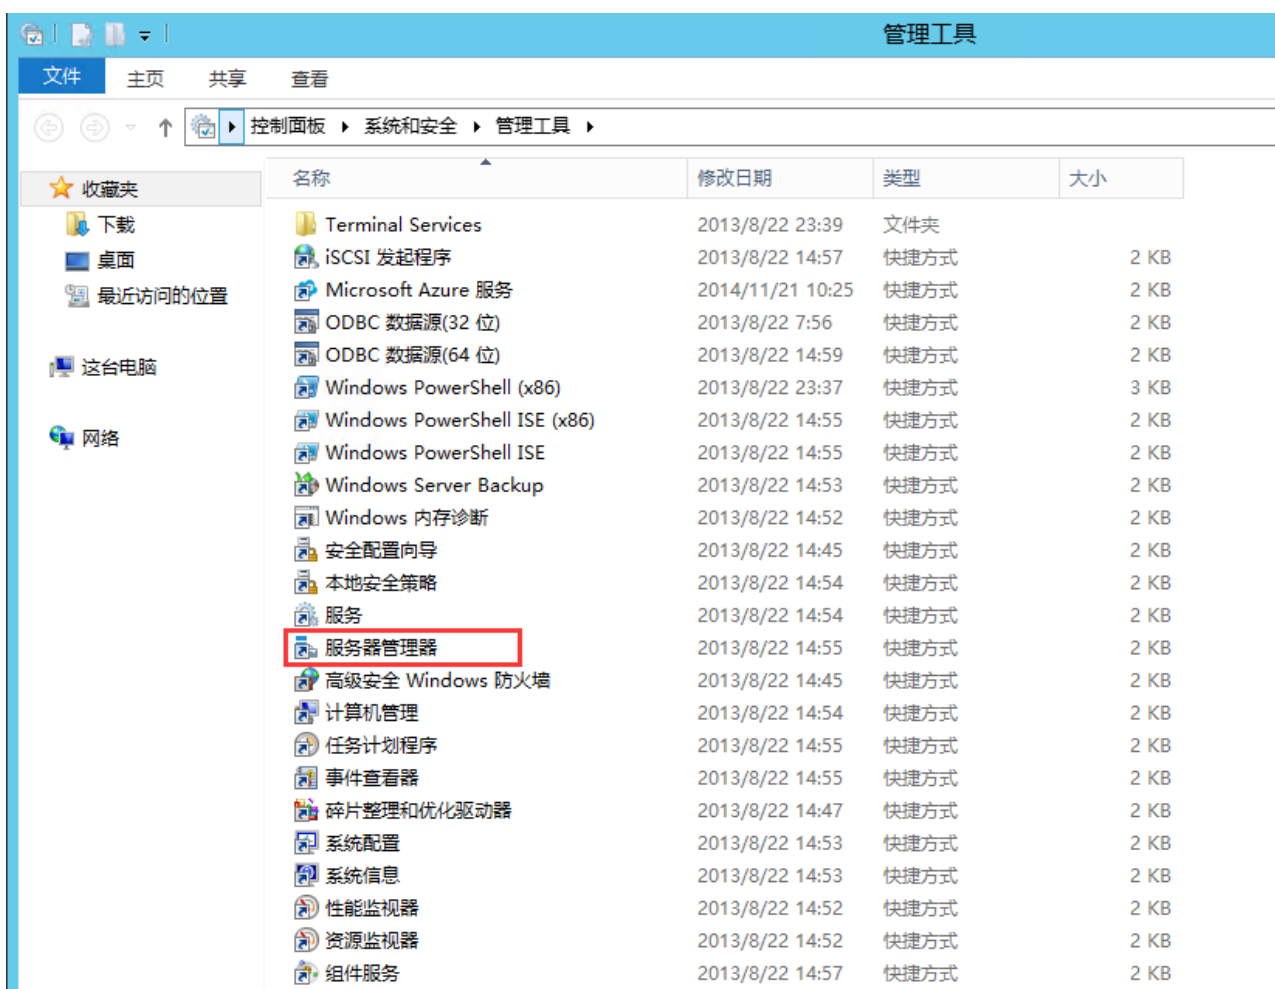 管理工具
文件 主页 共享 查看
控制面板 系统和安全 管理工具
名称 修改日期 类型 大小
收藏夹
下载
桌面
最近访问的位置
这台电脑
网络
Terminal Services 2013/8/22 23:39 文件夹
iSCSI 发起程序 2013/8/22 14:57 快捷方式 2 KB
Microsoft Azure 服务 2014/11/21 10:25 快捷方式 2 KB
ODBC 数据源(32 位) 2013/8/22 7:56 快捷方式 2 KB
ODBC 数据源(64 位) 2013/8/22 14:59 快捷方式 2 KB
Windows PowerShell (x86) 2013/8/22 23:37 快捷方式 3 KB
Windows PowerShell ISE (x86) 2013/8/22 14:55 快捷方式 2 KB
Windows PowerShell ISE 2013/8/22 14:55 快捷方式 2 KB
Windows Server Backup 2013/8/22 14:53 快捷方式 2 KB
Windows 内存诊断 2013/8/22 14:52 快捷方式 2 KB
安全配置向导 2013/8/22 14:45 快捷方式 2 KB
本地安全策略 2013/8/22 14:54 快捷方式 2 KB
服务 2013/8/22 14:54 快捷方式 2 KB
服务器管理器 2013/8/22 14:55 快捷方式 2 KB
高级安全 Windows 防火墙 2013/8/22 14:45 快捷方式 2 KB
计算机管理 2013/8/22 14:54 快捷方式 2 KB
任务计划程序 2013/8/22 14:55 快捷方式 2 KB
事件查看器 2013/8/22 14:55 快捷方式 2 KB
碎片整理和优化驱动器 2013/8/22 14:47 快捷方式 2 KB
系统配置 2013/8/22 14:53 快捷方式 2 KB
系统信息 2013/8/22 14:53 快捷方式 2 KB
性能监视器 2013/8/22 14:52 快捷方式 2 KB
资源监视器 2013/8/22 14:52 快捷方式 2 KB
组件服务 2013/8/22 14:57 快捷方式 2 KB